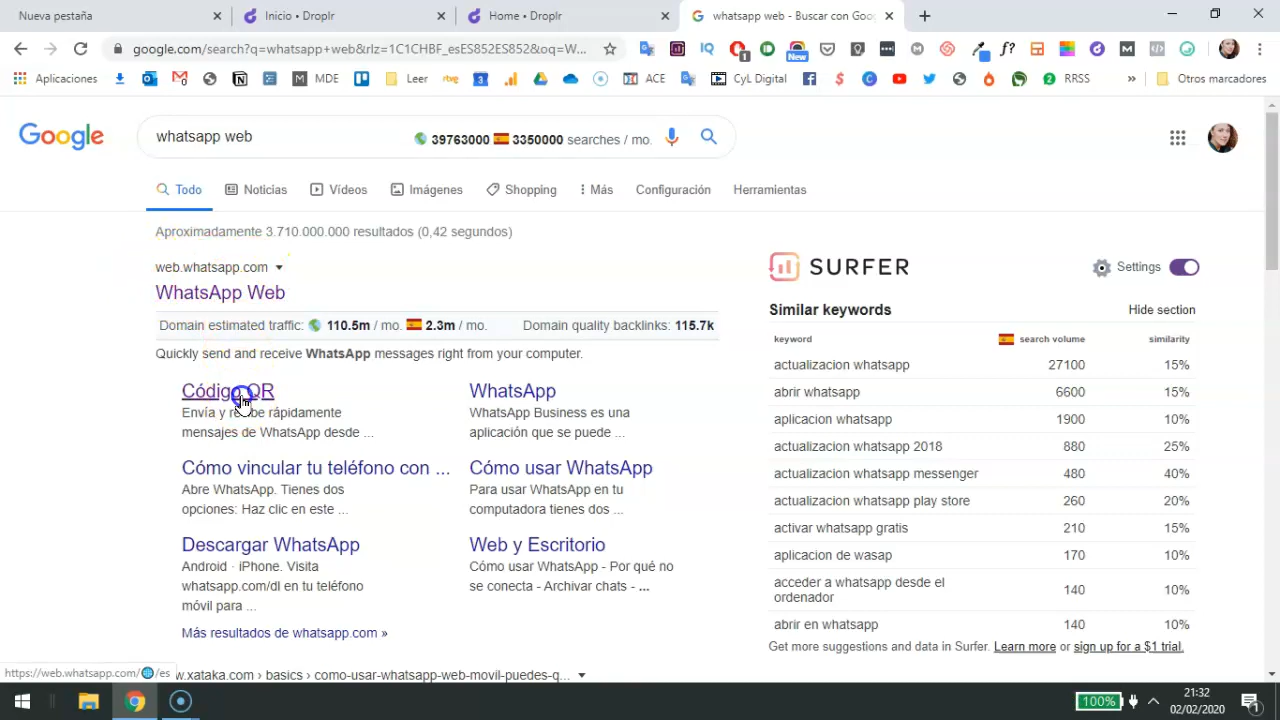 Nueva pestaña
Inicio • Droplr
Home • Droplr
whatsapp web - Buscar con Goog
google.com/search?q=whatsapp+web&rlz=1C1CHBF_esES852ES852&oq=W...
New
Aplicaciones
MDE
Leer
rtve
ACE
CyL Digital
RRSS
Otros marcadores
Google
whatsapp web
39763000
3350000 searches / mo.
Todo
Noticias
Vídeos
Imágenes
Shopping
Más
Configuración
Herramientas
Aproximadamente 3.710.000.000 resultados (0,42 segundos)
web.whatsapp.com
WhatsApp Web
Domain estimated traffic: 110.5m / mo. 2.3m / mo. Domain quality backlinks: 115.7k
Quickly send and receive WhatsApp messages right from your computer.
Código QR
Envía y recibe rápidamente
mensajes de WhatsApp desde ...
WhatsApp
WhatsApp Business es una
aplicación que se puede ...
Cómo vincular tu teléfono con ...
Abre WhatsApp. Tienes dos
opciones: Haz clic en este ...
Cómo usar WhatsApp
Para usar WhatsApp en tu
computadora tienes dos ...
Descargar WhatsApp
Android · iPhone. Visita
whatsapp.com/dl en tu teléfono
móvil para ...
Web y Escritorio
Cómo usar WhatsApp - Por qué no
se conecta - Archivar chats - ...
Más resultados de whatsapp.com »
w.xataka.com › basics › como-usar-whatsapp-web-movil-puedes-q...
SURFER
Settings
Similar keywords
Hide section
keyword search volume similarity
actualizacion whatsapp 27100 15%
abrir whatsapp 6600 15%
aplicacion whatsapp 1900 10%
actualizacion whatsapp 2018 880 25%
actualizacion whatsapp messenger 480 40%
actualizacion whatsapp play store 260 20%
activar whatsapp gratis 210 15%
aplicacion de wasap 170 10%
acceder a whatsapp desde el
ordenador 140 10%
abrir en whatsapp 140 10%
Get more suggestions and data in Surfer. Learn more or sign up for a $1 trial.
https://web.whatsapp.com/🌐/es
100%
21:32
02/02/2020